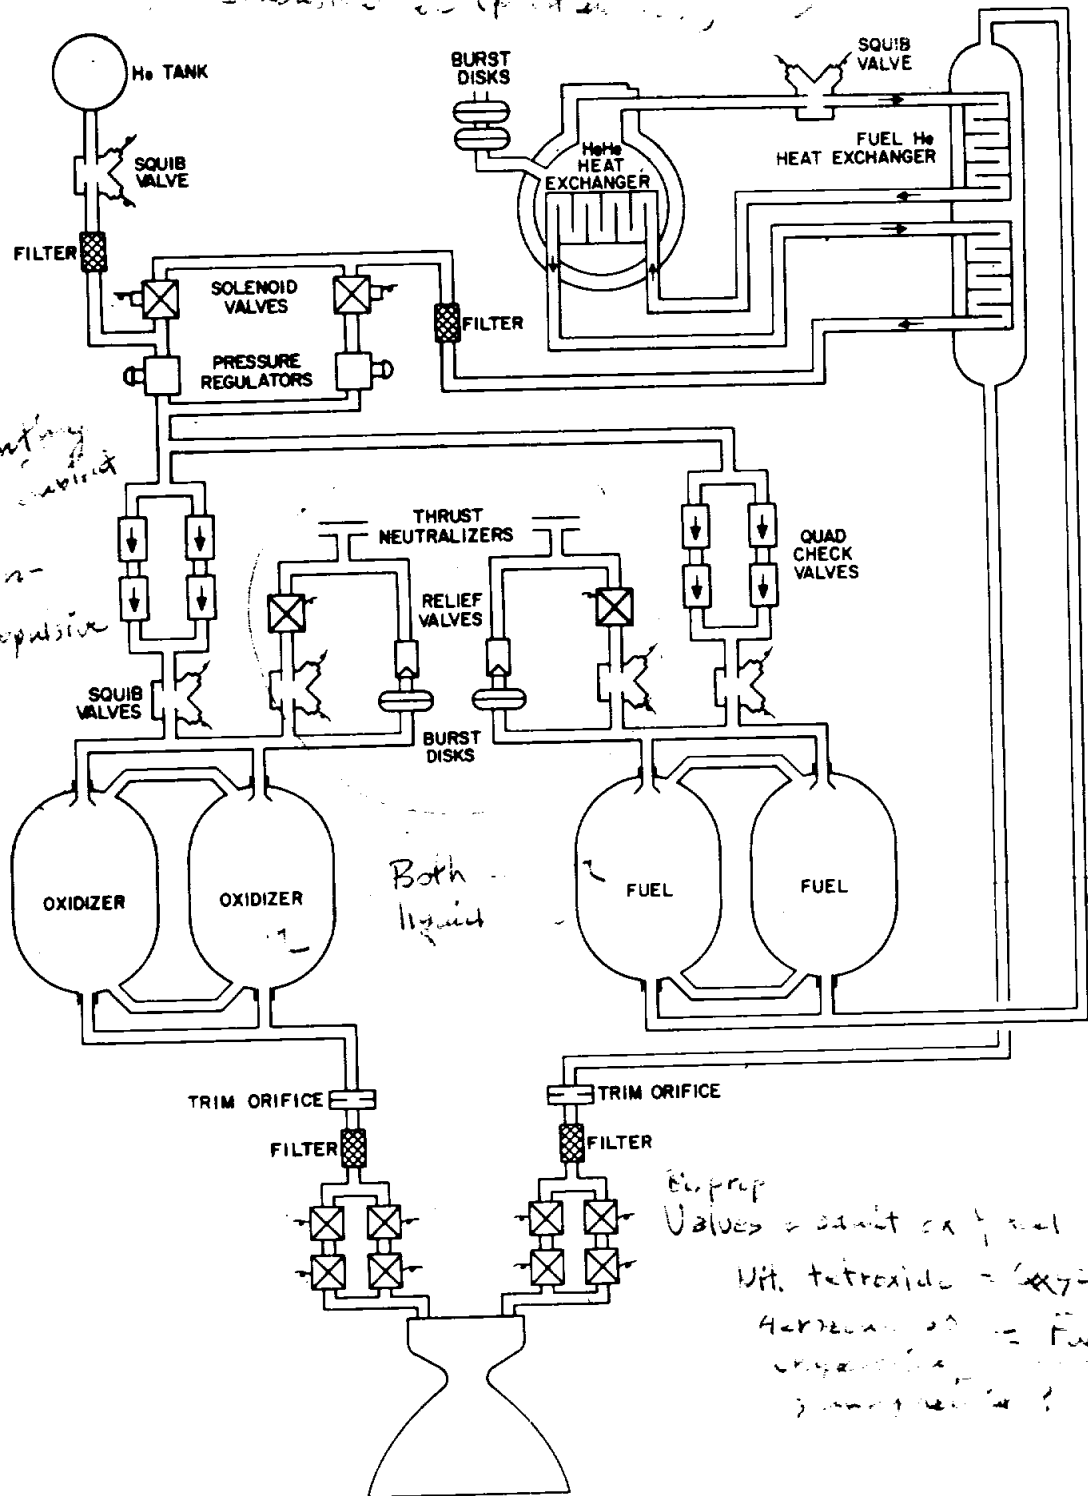 He TANK
SQUIB
VALVE
FILTER
SOLENOID
VALVES
PRESSURE
REGULATORS
FILTER
BURST
DISKS
HeHe
HEAT
EXCHANGER
SQUIB
VALVE
FUEL He
HEAT EXCHANGER
THRUST
NEUTRALIZERS
QUAD
CHECK
VALVES
RELIEF
VALVES
SQUIB
VALVES
BURST
DISKS
OXIDIZER
OXIDIZER
FUEL
FUEL
Both
liquid
TRIM ORIFICE
TRIM ORIFICE
FILTER
FILTER
Valves
Nit. tetroxide =